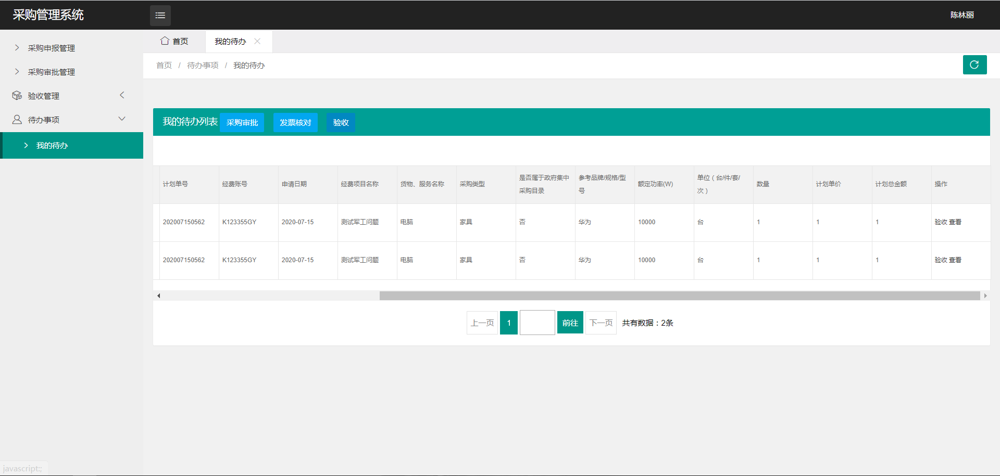 采购管理系统
陈林丽
首页
我的待办
首页 / 待办事项 / 我的待办
采购申报管理
采购审批管理
验收管理
待办事项
我的待办
我的待办列表 采购审批 发票核对 验收
计划单号 经费账号 申请日期 经费项目名称 货物、服务名称 采购类型 是否属于政府集中 参考品牌/规格/型 额定功率(W) 单位（台/件/套/ 数量 计划单价 计划总金额 操作
采购目录 号 次）
202007150562 K123355GY 2020-07-15 测试军工问题 电脑 家具 否 华为 10000 台 1 1 1 验收 查看
202007150562 K123355GY 2020-07-15 测试军工问题 电脑 家具 否 华为 10000 台 1 1 1 验收 查看
上一页 1 前往 下一页 共有数据：2条
javascript:;